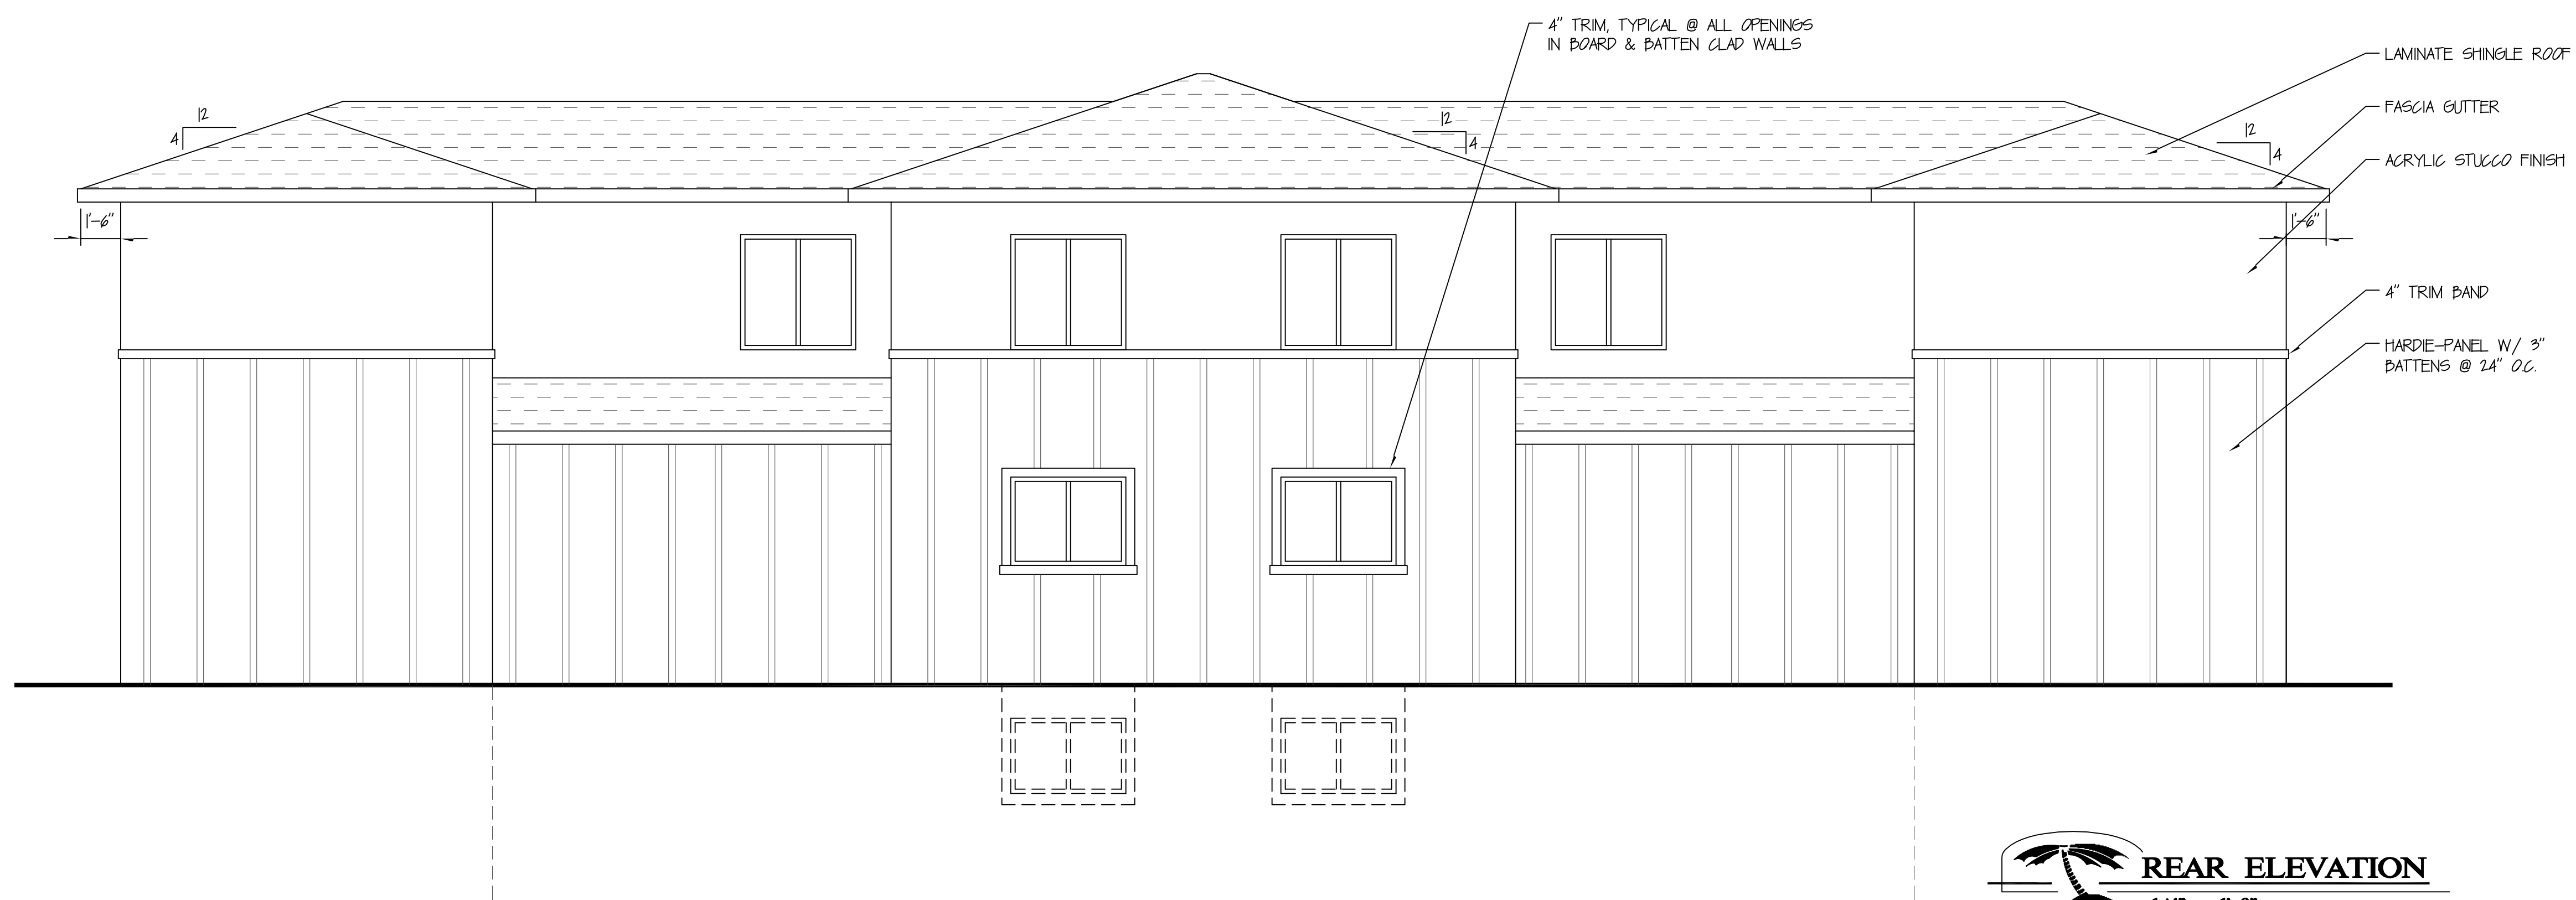 4" TRIM, TYPICAL @ ALL OPENINGS
IN BOARD & BATTEN CLAD WALLS
LAMINATE SHINGLE ROOF
FASCIA GUTTER
ACRYLIC STUCCO FINISH
12
4
12
4
12
4
1'-6"
1'-6"
4" TRIM BAND
HARDIE-PANEL W/ 3"
BATTENS @ 24" O.C.
REAR ELEVATION